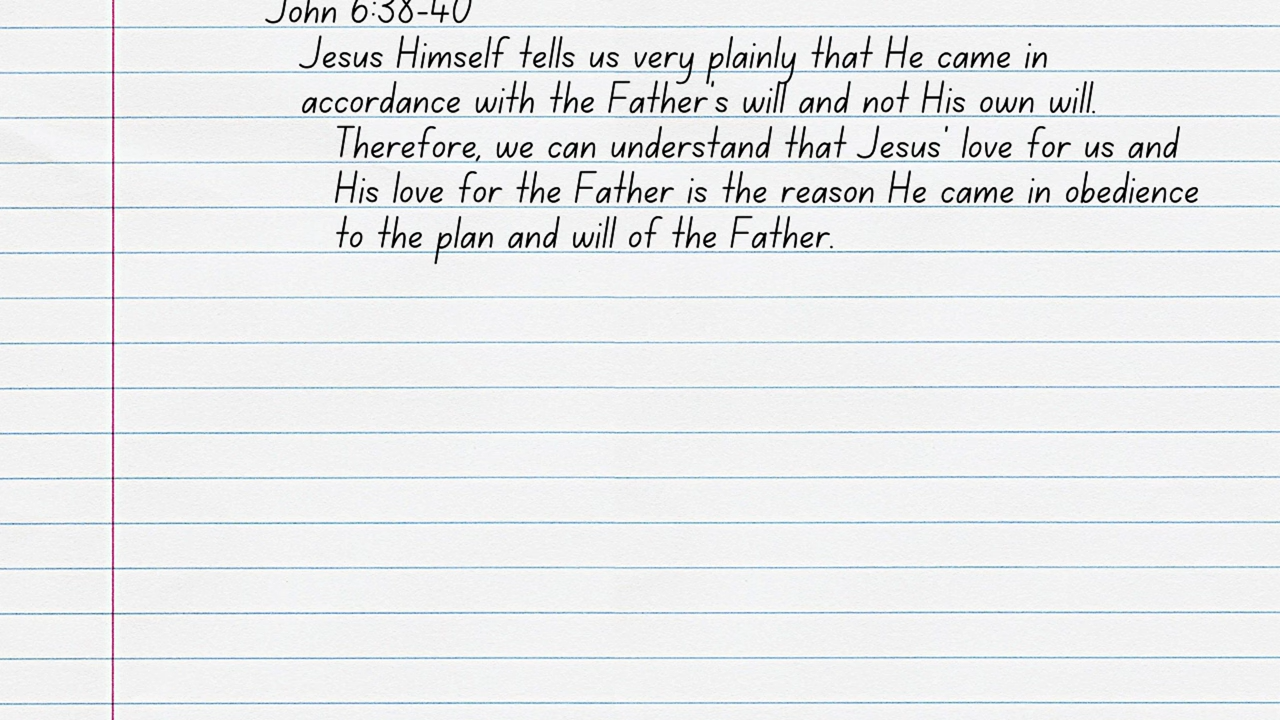 John 6:38-40
Jesus Himself tells us very plainly that He came in
accordance with the Father's will and not His own will.
Therefore, we can understand that Jesus' love for us and
His love for the Father is the reason He came in obedience
to the plan and will of the Father.